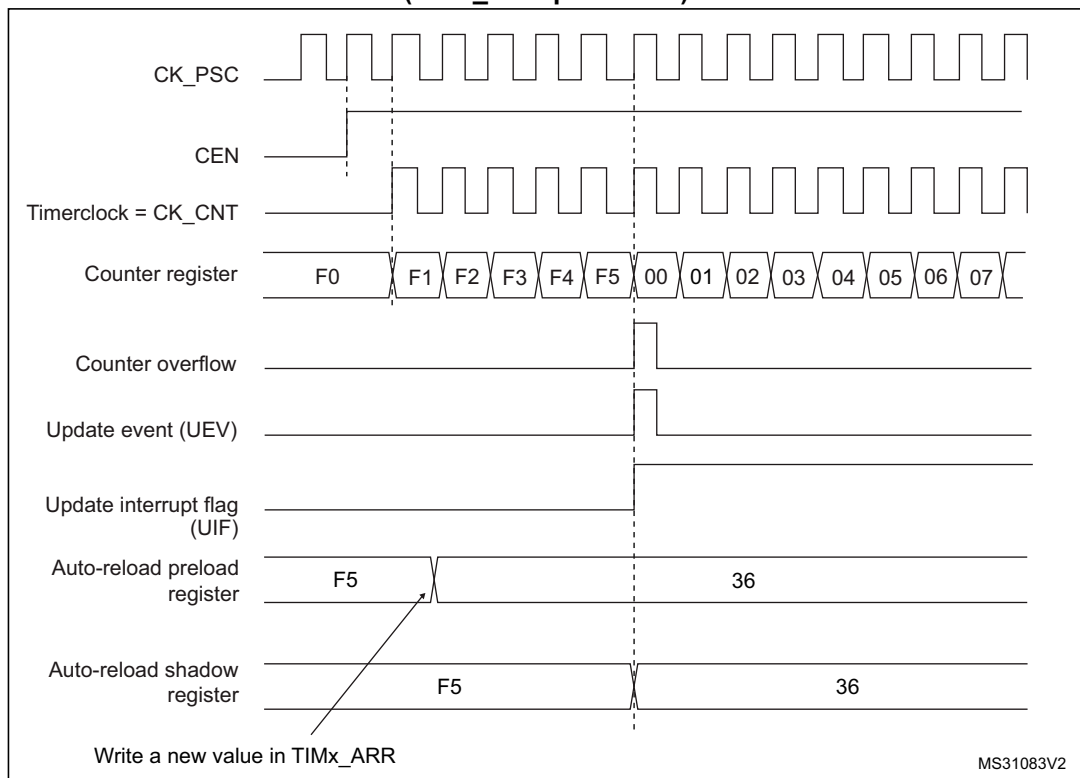 CK_PSC
CEN
Timerclock = CK_CNT
Counter register
F0 F1 F2 F3 F4 F5 00 01 02 03 04 05 06 07
Counter overflow
Update event (UEV)
Update interrupt flag
(UIF)
Auto-reload preload
register
F5 36
Auto-reload shadow
register
F5 36
Write a new value in TIMx_ARR
MS31083V2